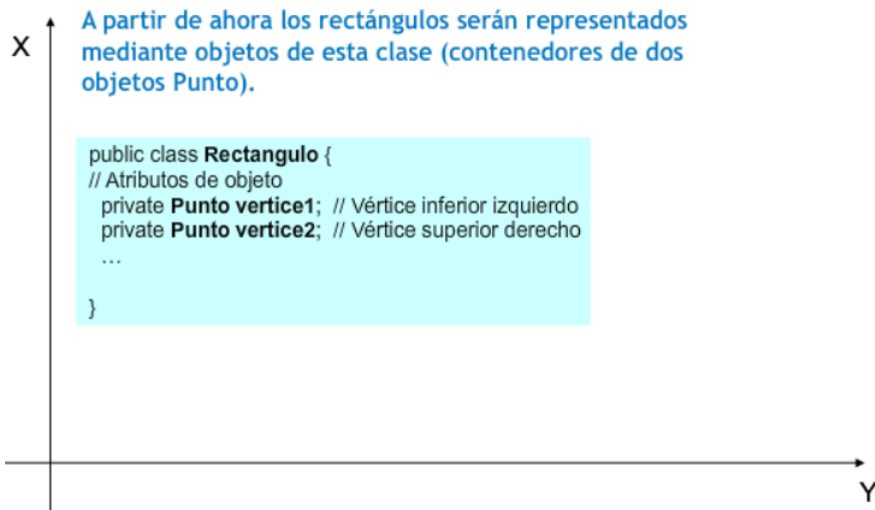 X
A partir de ahora los rectángulos serán representados
mediante objetos de esta clase (contenedores de dos
objetos Punto).
public class Rectangulo {
// Atributos de objeto
private Punto vertice1; // Vértice inferior izquierdo
private Punto vertice2; // Vértice superior derecho
...
}
Y